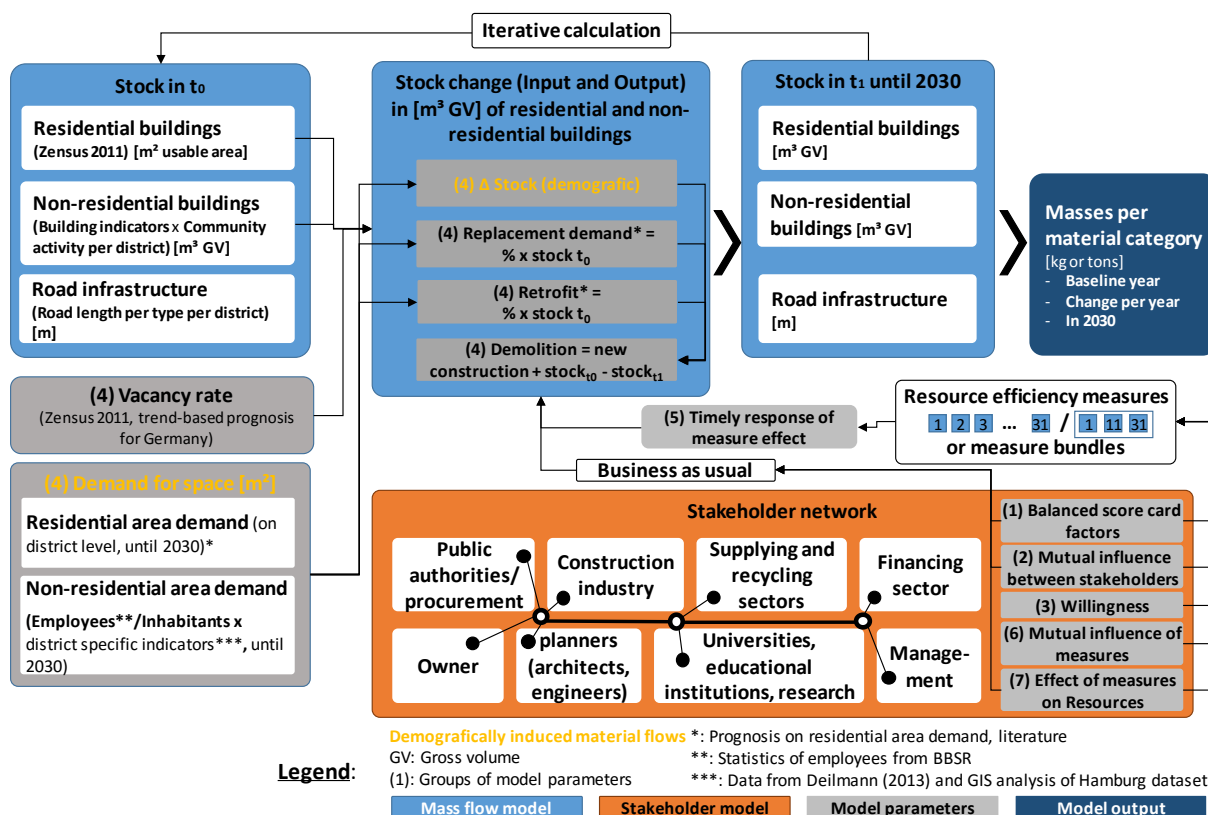 Iterative calculation
Stock in t0
Residential buildings
(Zensus 2011) [m² usable area]
Non-residential buildings
(Building indicators x Community
activity per district) [m³ GV]
Road infrastructure
(Road length per type per district)
[m]
(4) Vacancy rate
(Zensus 2011, trend-based prognosis
for Germany)
(4) Demand for space [m²]
Residential area demand (on
district level, until 2030)*
Non-residential area demand
(Employees**/Inhabitants x
district specific indicators***, until
2030)
Stock change (Input and Output)
in [m³ GV] of residential and non-
residential buildings
(4) Δ Stock (demografic)
(4) Replacement demand* =
% x stock t0
(4) Retrofit* =
% x stock t0
(4) Demolition = new
construction + stockt0 - stockt1
Stock in t1 until 2030
Residential buildings
[m³ GV]
Non-residential
buildings [m³ GV]
Road infrastructure
[m]
Masses per
material category
[kg or tons]
- Baseline year
- Change per year
- In 2030
(5) Timely response of
measure effect
Resource efficiency measures
1 2 3 ... 31 / 1 11 31
or measure bundles
Business as usual
Stakeholder network
Public
authorities/
procurement
Construction
industry
Supplying and
recycling
sectors
Financing
sector
Owner
planners
(architects,
engineers)
Universities,
educational
institutions, research
Manage-
ment
(1) Balanced score card
factors
(2) Mutual influence
between stakeholders
(3) Willingness
(6) Mutual influence of
measures
(7) Effect of measures
on Resources
Legend:
Demografically induced material flows
GV: Gross volume
(1): Groups of model parameters
*: Prognosis on residential area demand, literature
**: Statistics of employees from BBSR
***: Data from Deilmann (2013) and GIS analysis of Hamburg dataset
Mass flow model
Stakeholder model
Model parameters
Model output